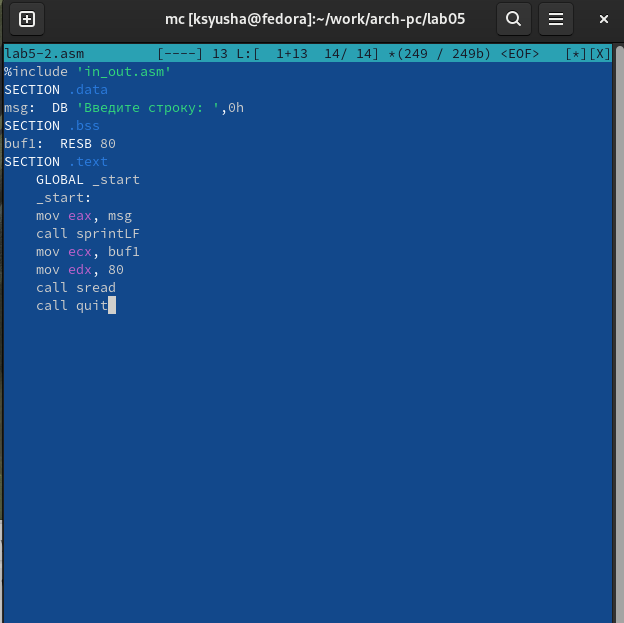 mc [ksyusha@fedora]:~/work/arch-pc/lab05
lab5-2.asm [----] 13 L:[ 1+13 14/ 14] *(249 / 249b) <EOF> [*][X]
%include 'in_out.asm'
SECTION .data
msg: DB 'Введите строку: ',0h
SECTION .bss
buf1: RESB 80
SECTION .text
GLOBAL _start
_start:
mov eax, msg
call sprintLF
mov ecx, buf1
mov edx, 80
call sread
call quit